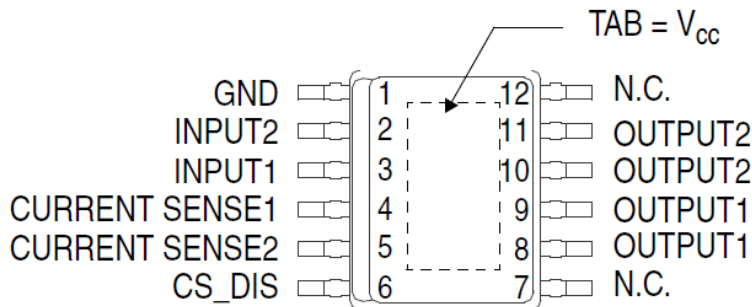 TAB = Vcc
GND 1 12 N.C.
INPUT2 2 11 OUTPUT2
INPUT1 3 10 OUTPUT2
CURRENT SENSE1 4 9 OUTPUT1
CURRENT SENSE2 5 8 OUTPUT1
CS_DIS 6 7 N.C.